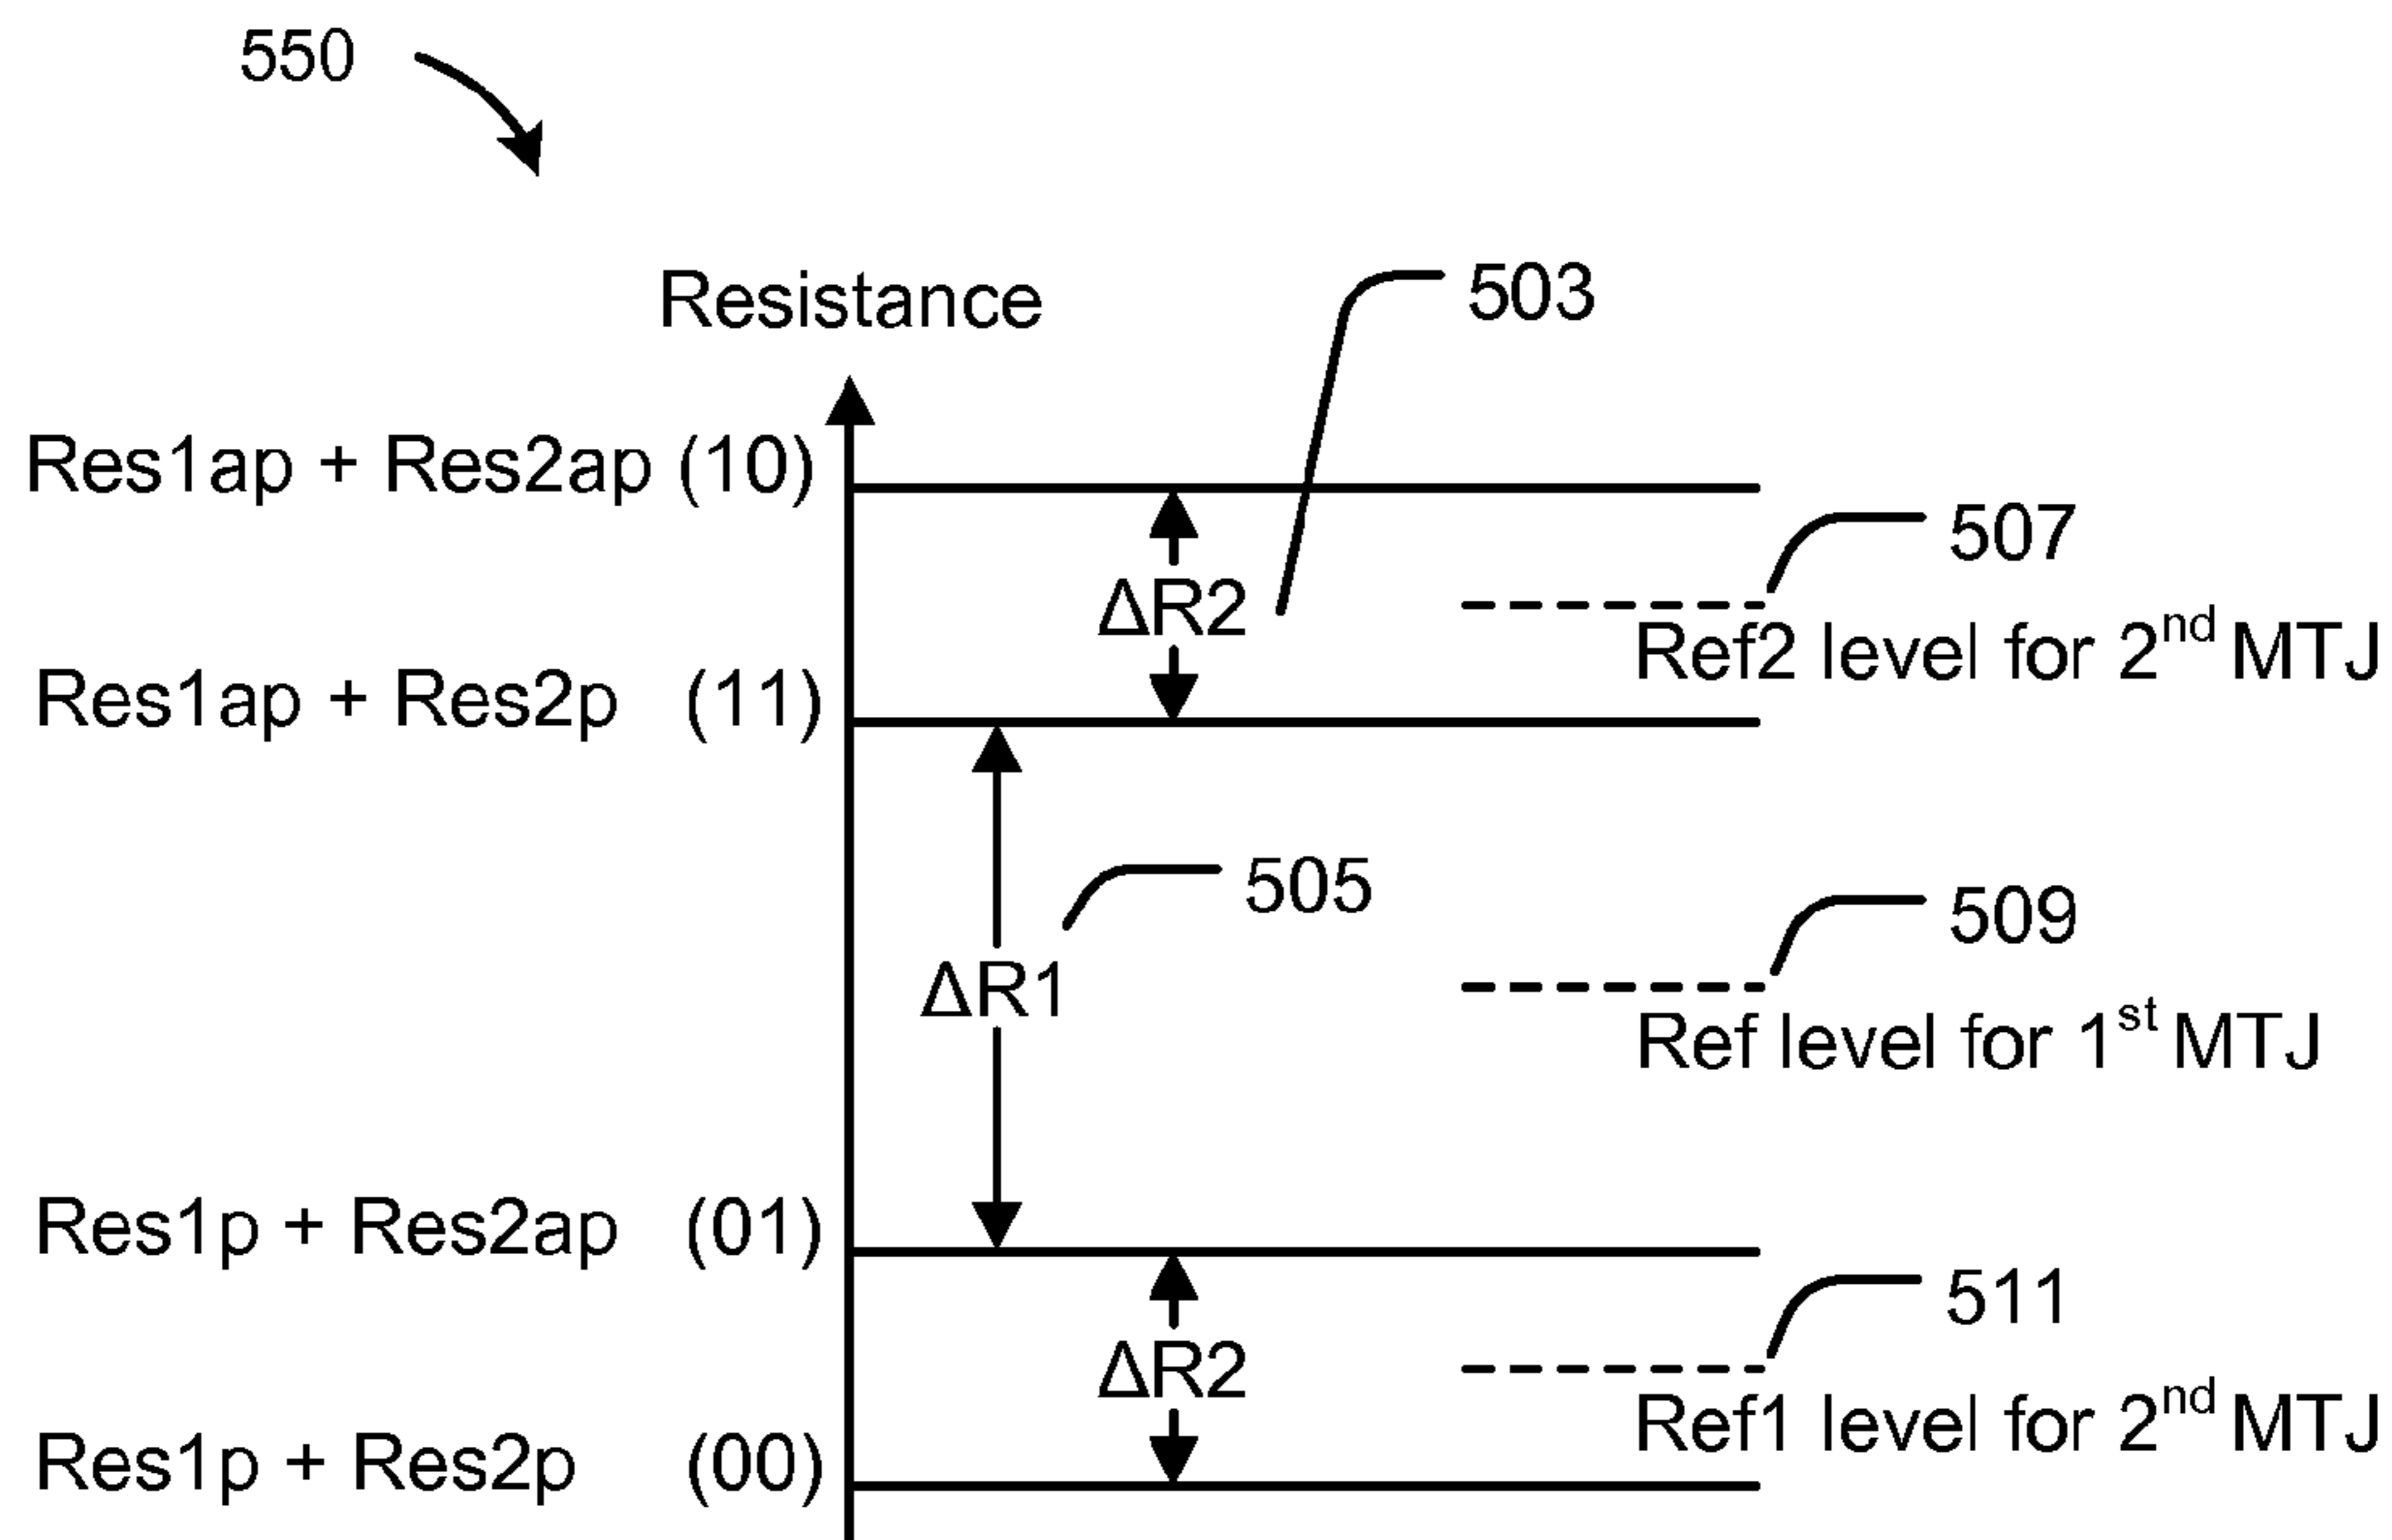 550
Resistance
503
Res1ap + Res2ap (10)
507
ΔR2
Ref2 level for 2nd MTJ
Res1ap + Res2p (11)
505
509
ΔR1
Ref level for 1st MTJ
Res1p + Res2ap (01)
511
ΔR2
Ref1 level for 2nd MTJ
Res1p + Res2p (00)